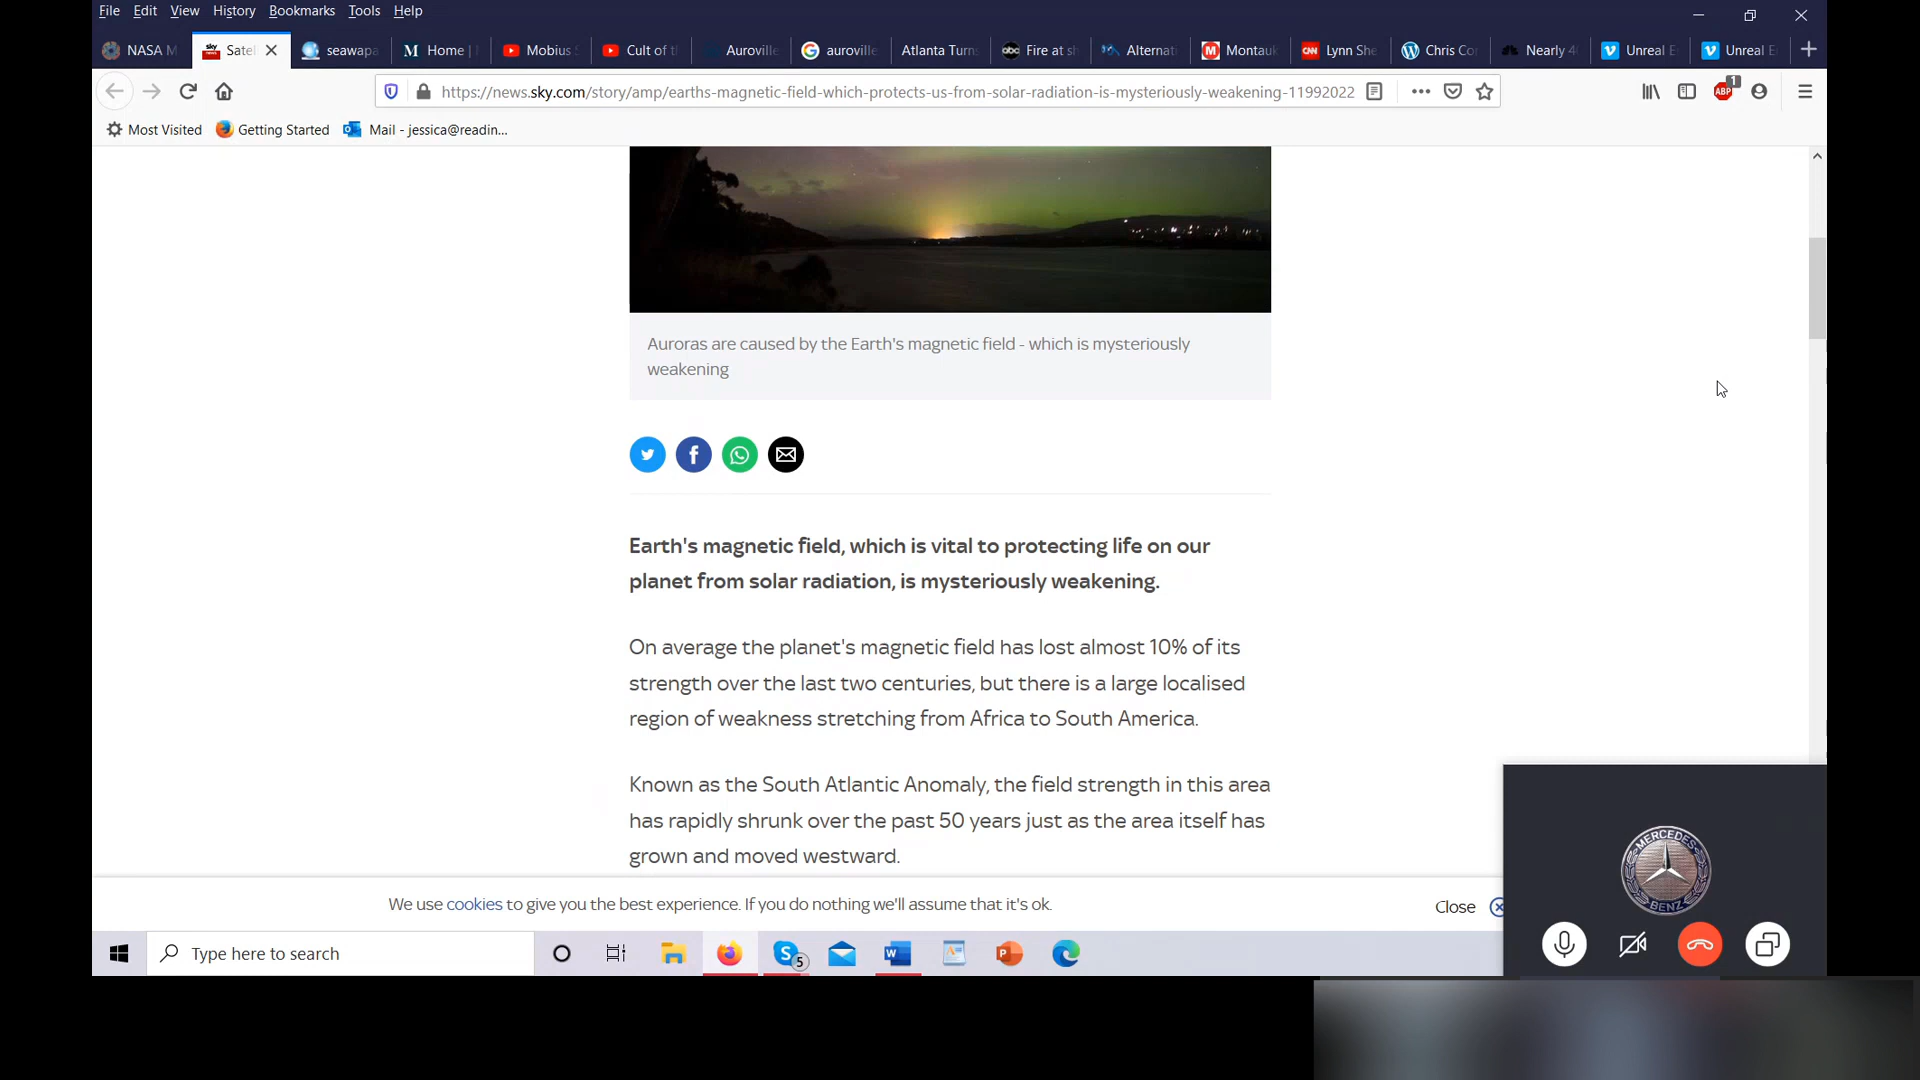 File Edit View History Bookmarks Tools Help
NASA M Satel seawapa Home | Mobius Cult of t Auroville auroville Atlanta Turn Fire at sh Alternati Montauk Lynn She Chris Co Nearly 4 Unreal E Unreal E
https://news.sky.com/story/amp/earths-magnetic-field-which-protects-us-from-solar-radiation-is-mysteriously-weakening-11992022
ABP 1
Most Visited Getting Started Mail - jessica@readin...
Auroras are caused by the Earth's magnetic field - which is mysteriously
weakening
Earth's magnetic field, which is vital to protecting life on our
planet from solar radiation, is mysteriously weakening.
On average the planet's magnetic field has lost almost 10% of its
strength over the last two centuries, but there is a large localised
region of weakness stretching from Africa to South America.
Known as the South Atlantic Anomaly, the field strength in this area
has rapidly shrunk over the past 50 years just as the area itself has
grown and moved westward.
We use cookies to give you the best experience. If you do nothing we'll assume that it's ok.
Close
MERCEDES
BENZ
Type here to search
5